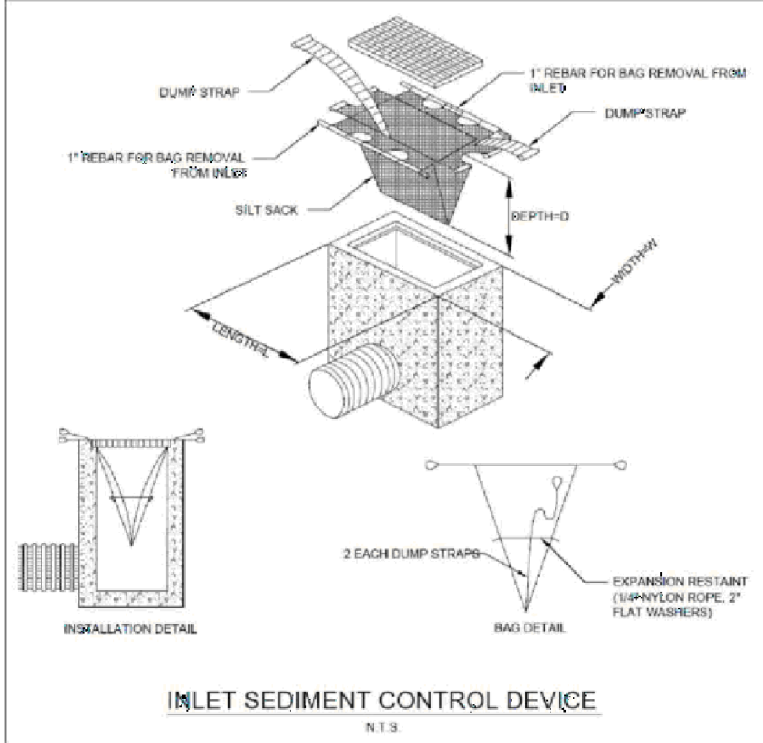 DUMP STRAP
1" REBAR FOR BAG REMOVAL FROM
INLET
DUMP STRAP
1" REBAR FOR BAG REMOVAL
FROM INLET
SILT SACK
DEPTH=D
WIDTH=W
LENGTH=L
2 EACH DUMP STRAPS
EXPANSION RESTAINT
(1/4" NYLON ROPE, 2"
FLAT WASHERS)
INSTALLATION DETAIL
BAG DETAIL
INLET SEDIMENT CONTROL DEVICE
N.T.S.